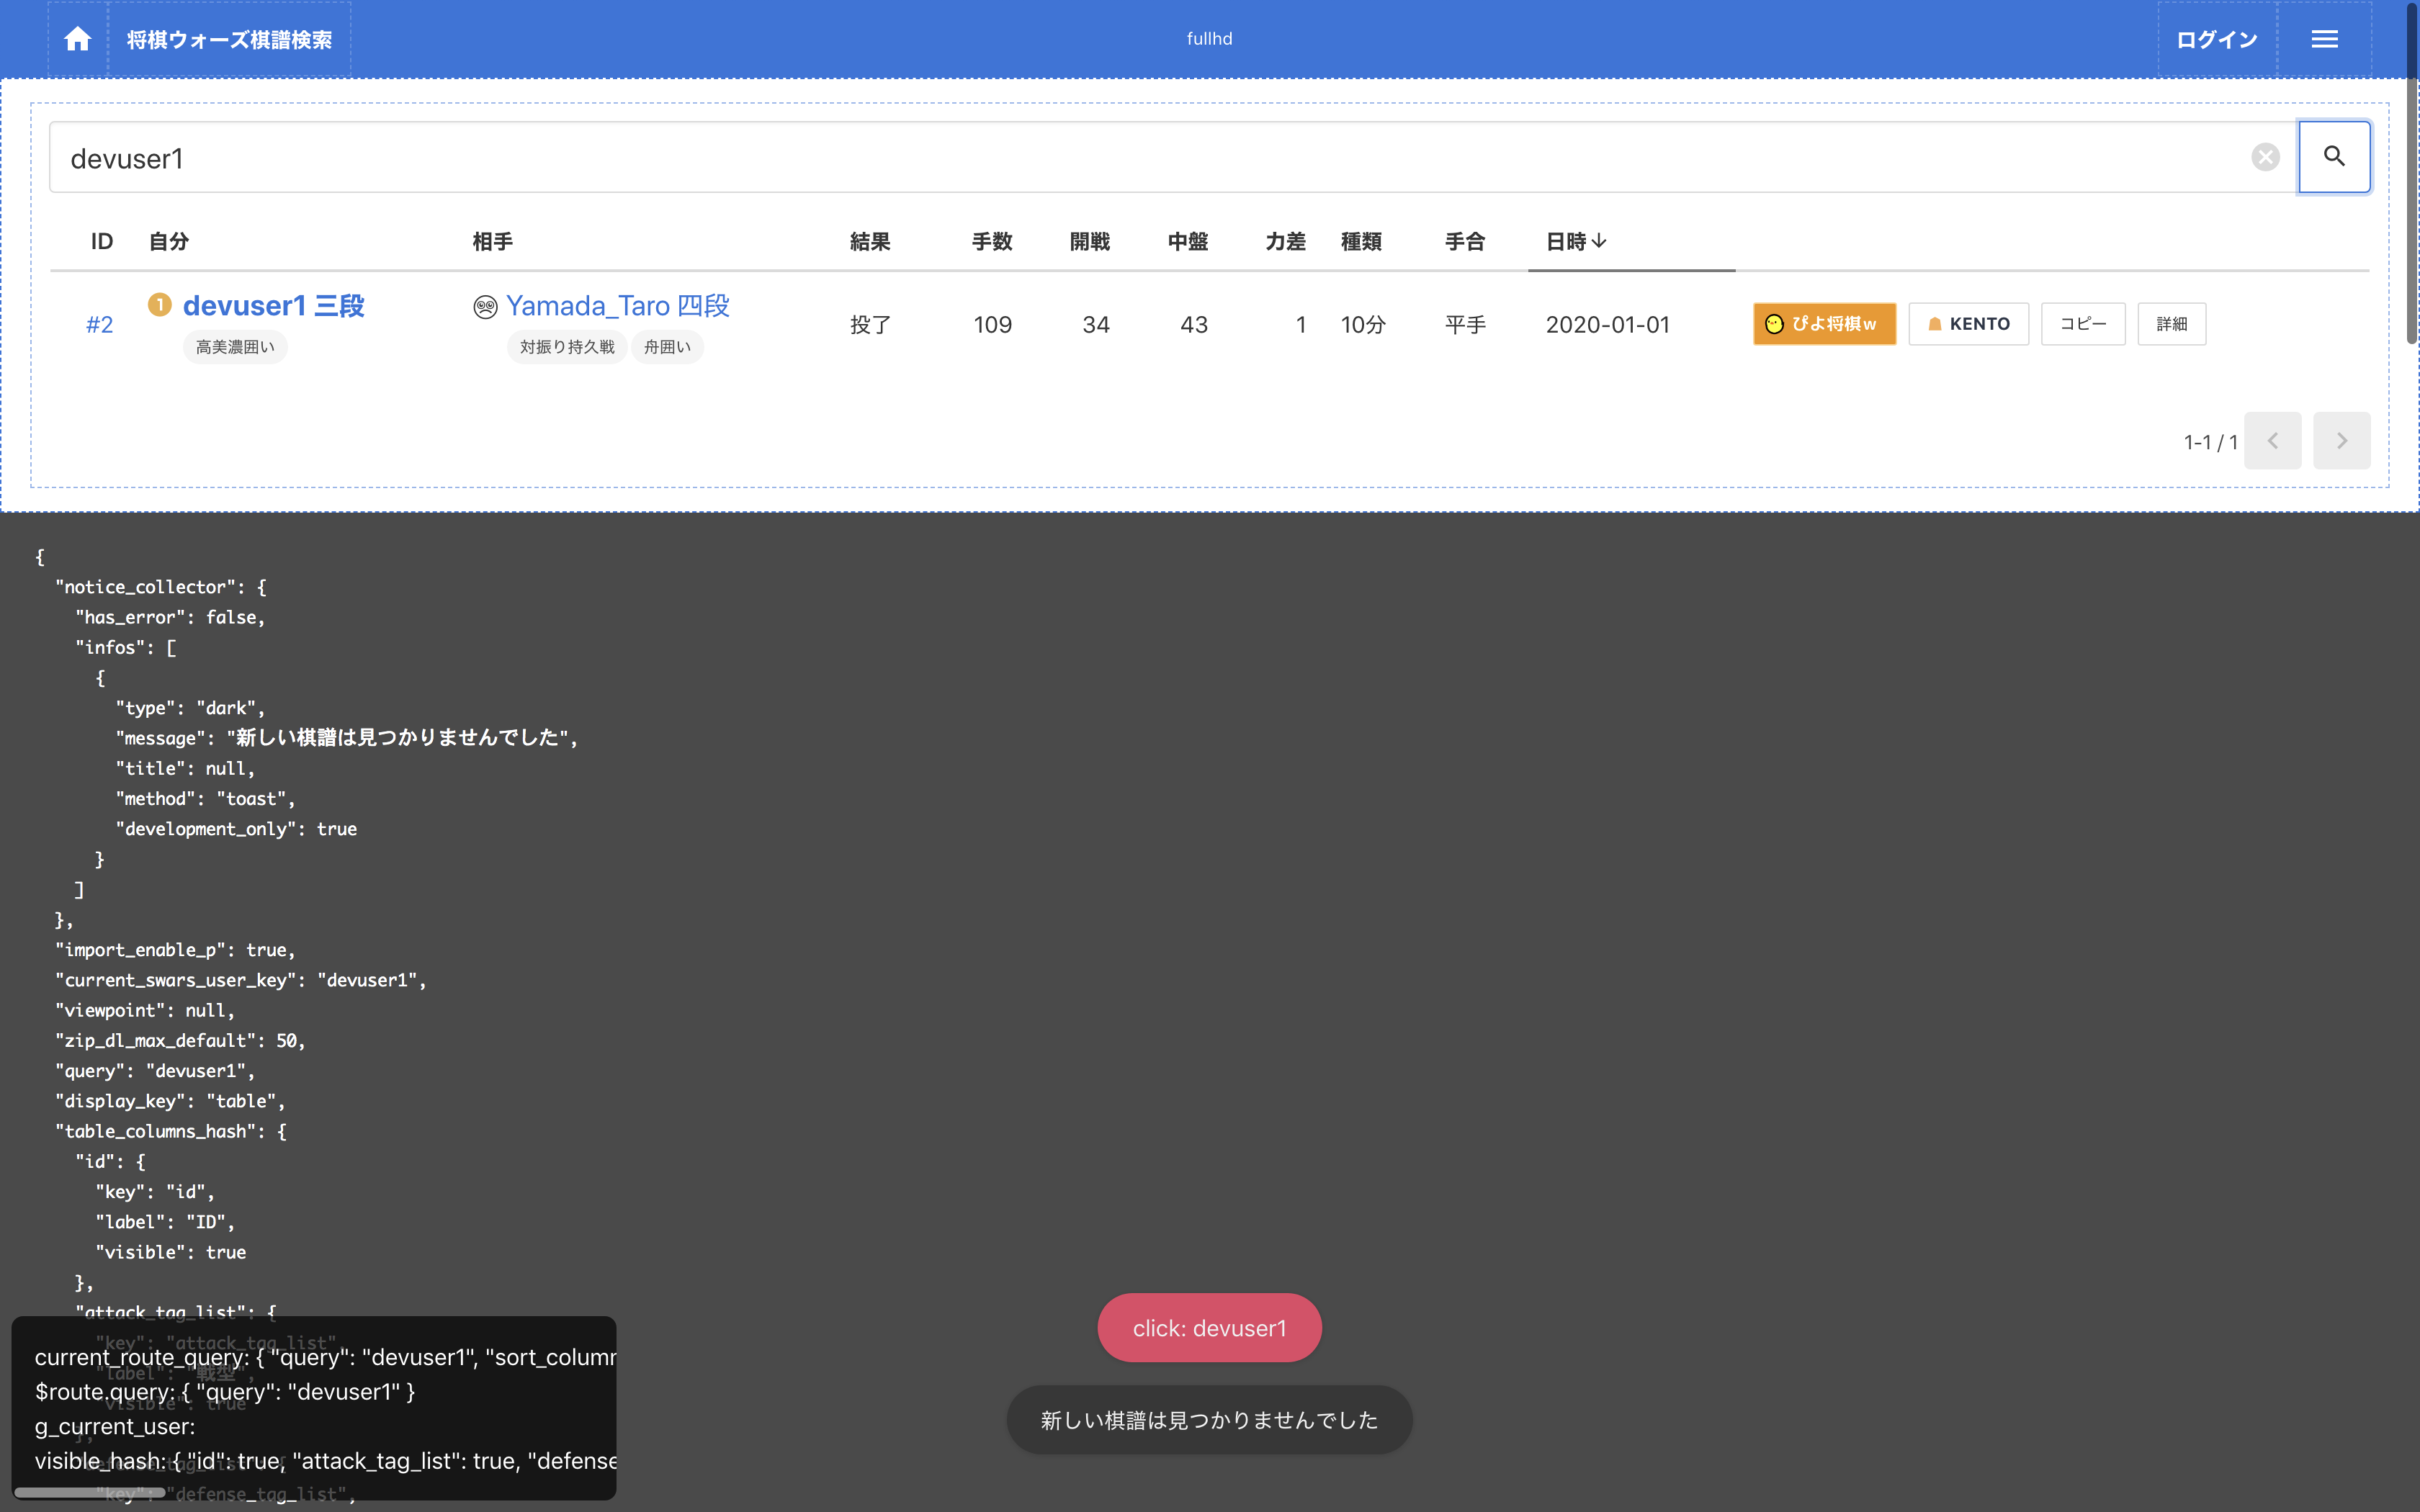 将棋ウォーズ棋譜検索
fullhd
ログイン
devuser1
ID 自分 相手 結果 手数 開戦 中盤 力差 種類 手合 日時
#2 1 devuser1 三段 Yamada_Taro 四段 投了 109 34 43 1 10分 平手 2020-01-01 ぴよ将棋w KENTO コピー 詳細
高美濃囲い 対振り持久戦 舟囲い
1-1 / 1
{
"notice_collector": {
"has_error": false,
"infos": [
{
"type": "dark",
"message": "新しい棋譜は見つかりませんでした",
"title": null,
"method": "toast",
"development_only": true
}
]
},
"import_enable_p": true,
"current_swars_user_key": "devuser1",
"viewpoint": null,
"zip_dl_max_default": 50,
"query": "devuser1",
"display_key": "table",
"table_columns_hash": {
"id": {
"key": "id",
"label": "ID",
"visible": true
},
"attack_tag_list": {
"key": "attack_tag_list",
"label": "戦型",
"visible": true
},
"defense_tag_list": {
"key": "defense_tag_list",
current_route_query: { "query": "devuser1", "sort_column
$route.query: { "query": "devuser1" }
g_current_user:
visible_hash: { "id": true, "attack_tag_list": true, "defense
click: devuser1
新しい棋譜は見つかりませんでした